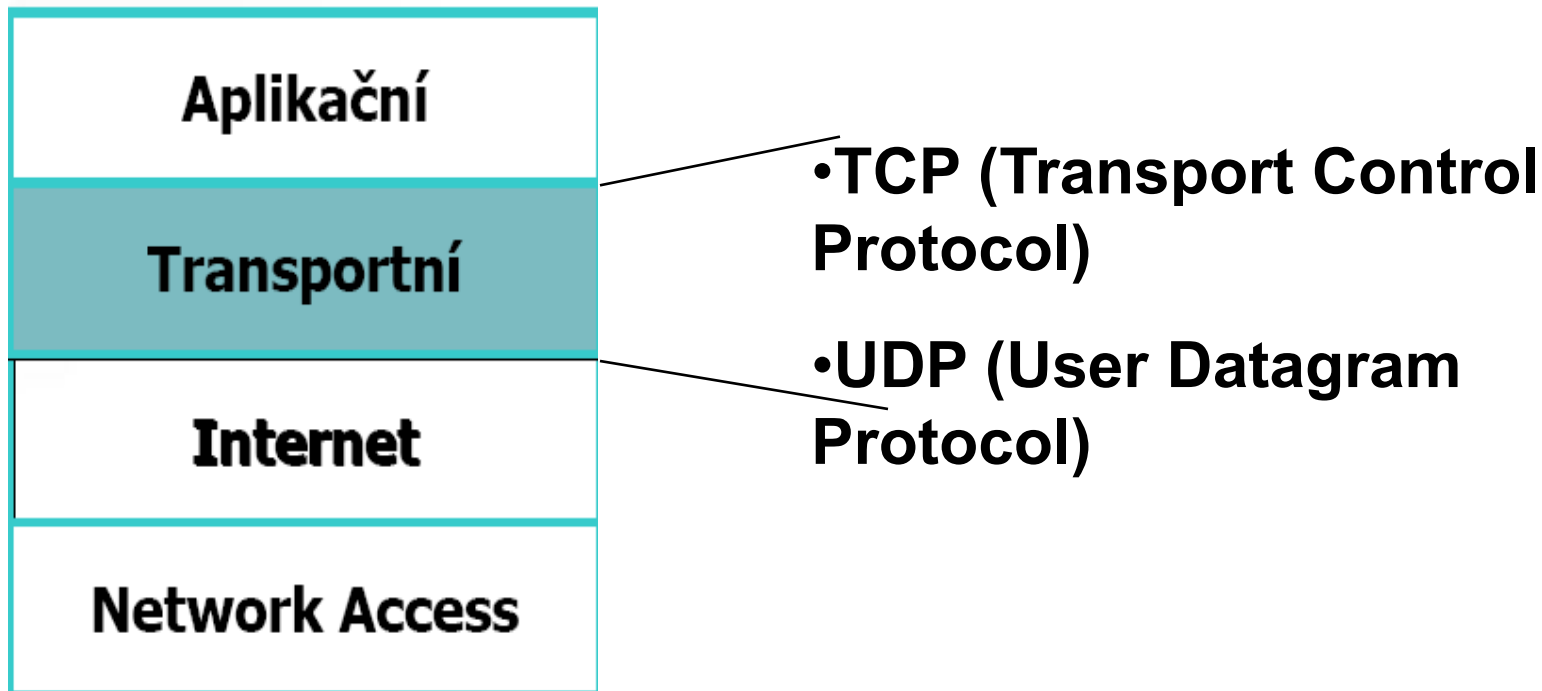 Aplikační
Transportní
Internet
Network Access
•TCP (Transport Control
Protocol)
•UDP (User Datagram
Protocol)